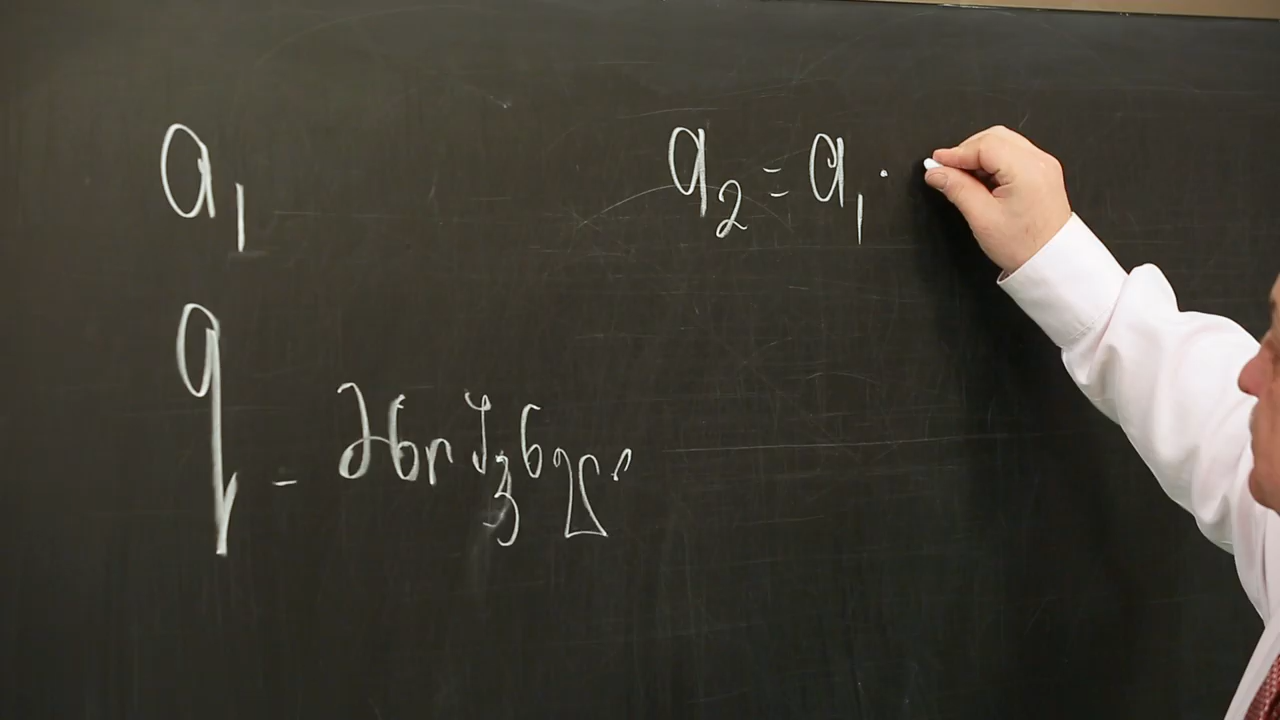 a₁
a₂ = a₁ ·
q - მნიშვნელი